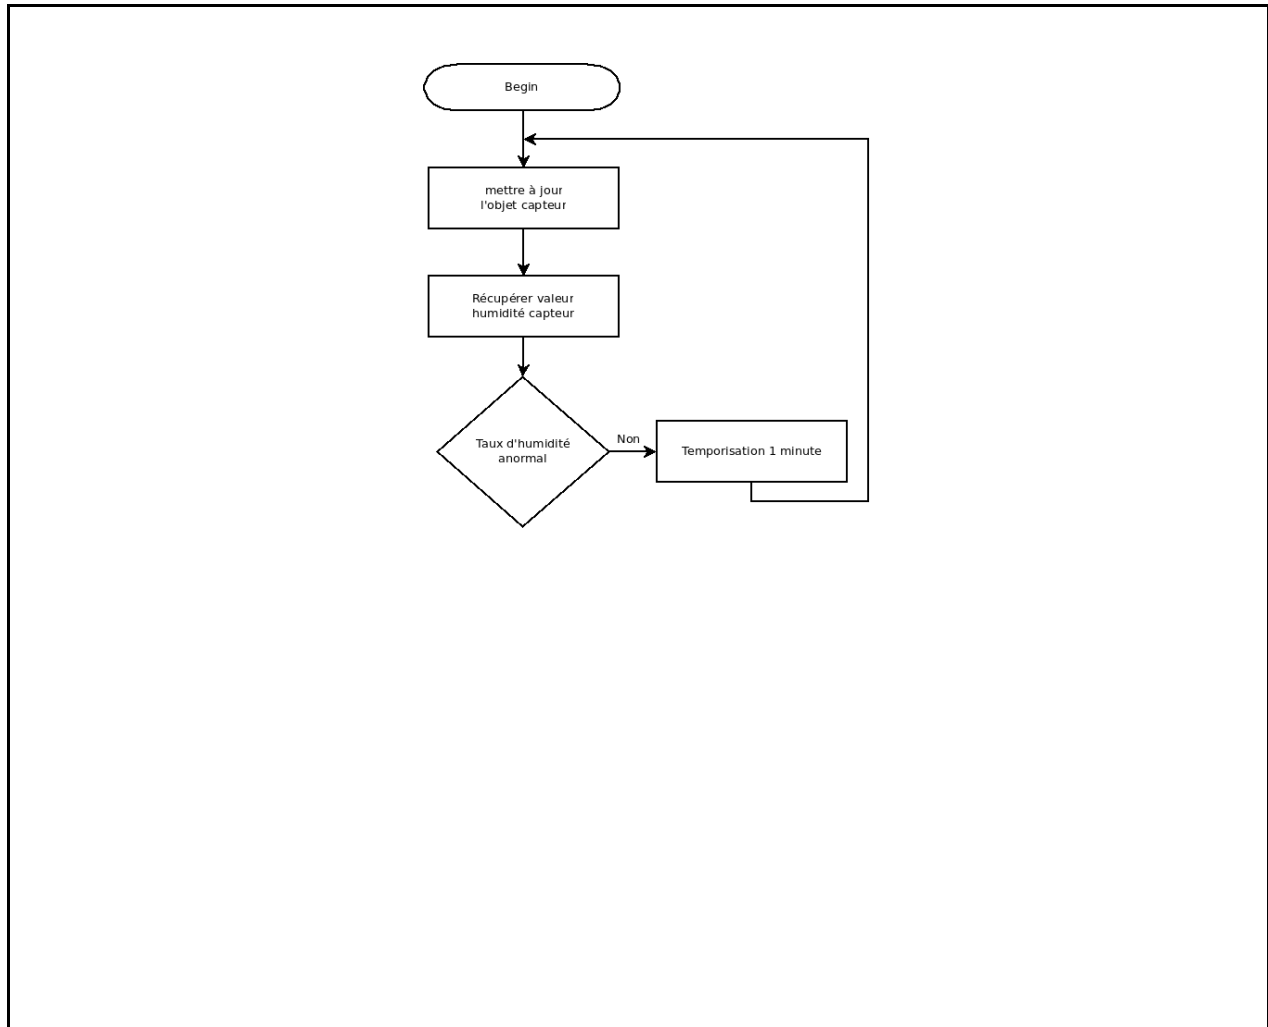 Begin
mettre à jour
l'objet capteur
Récupérer valeur
humidité capteur
Taux d'humidité
anormal
Non
Temporisation 1 minute